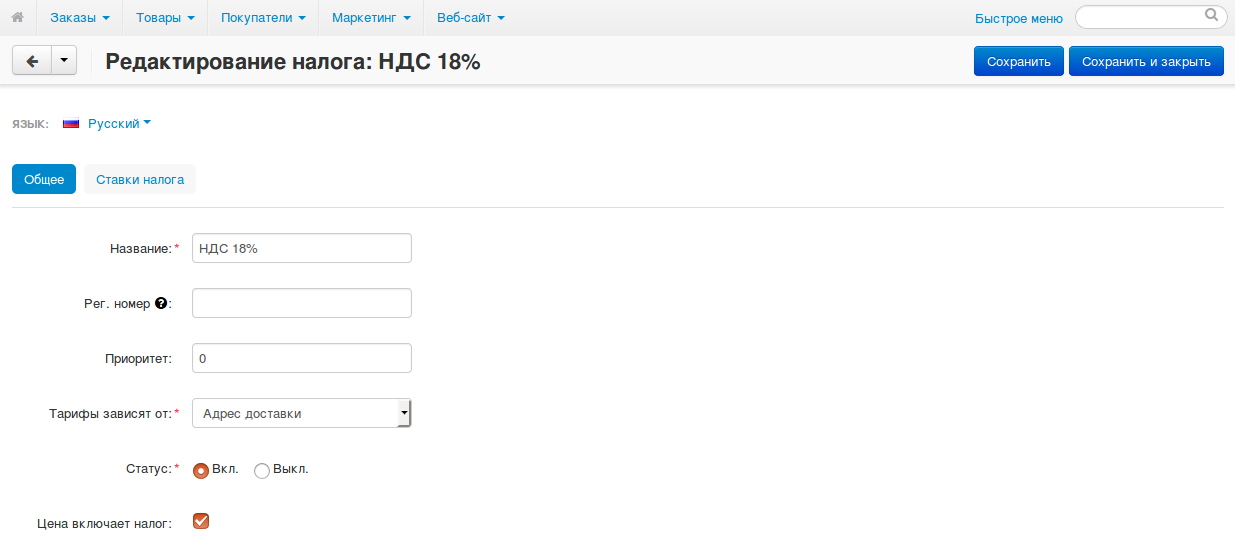 Заказы Товары Покупатели Маркетинг Веб-сайт Быстрое меню
Редактирование налога: НДС 18% Сохранить Сохранить и закрыть
ЯЗЫК: Русский
Общее Ставки налога
Название:* НДС 18%
Рег. номер ?:
Приоритет: 0
Тарифы зависят от:* Адрес доставки
Статус:* Вкл. Выкл.
Цена включает налог: